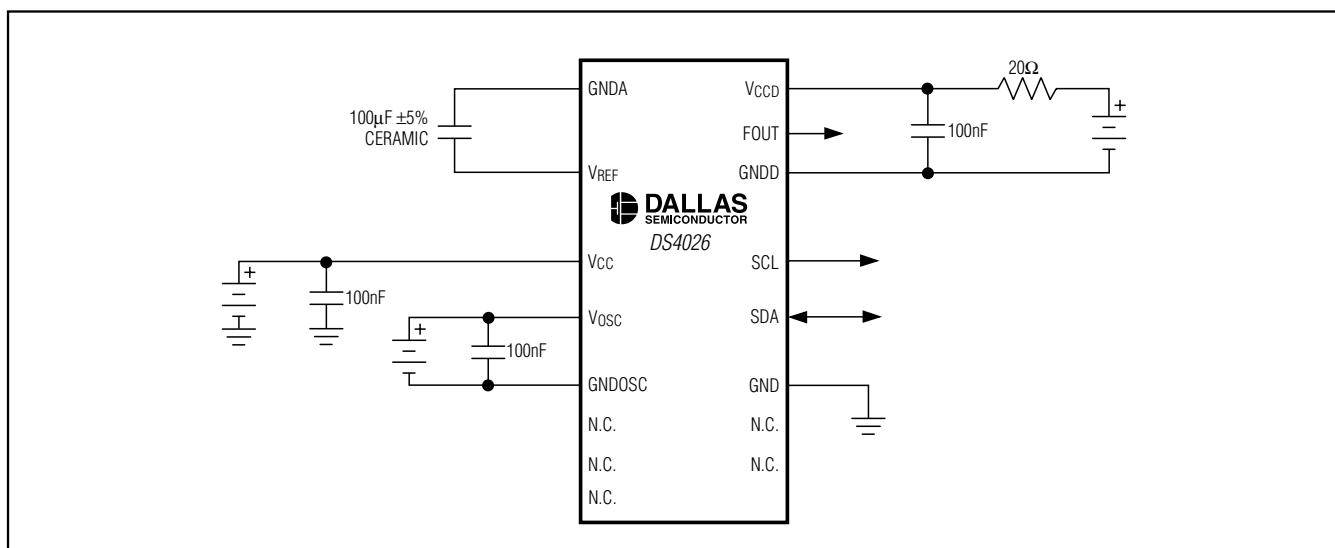 GNDA
100µF ±5%
CERAMIC
VREF
VCC
+
100nF
VOSC
+
100nF
GNDOSC
N.C.
N.C.
N.C.
DALLAS
SEMICONDUCTOR
DS4026
VCCD
20Ω
+
FOUT
100nF
GNDD
SCL
SDA
GND
N.C.
N.C.